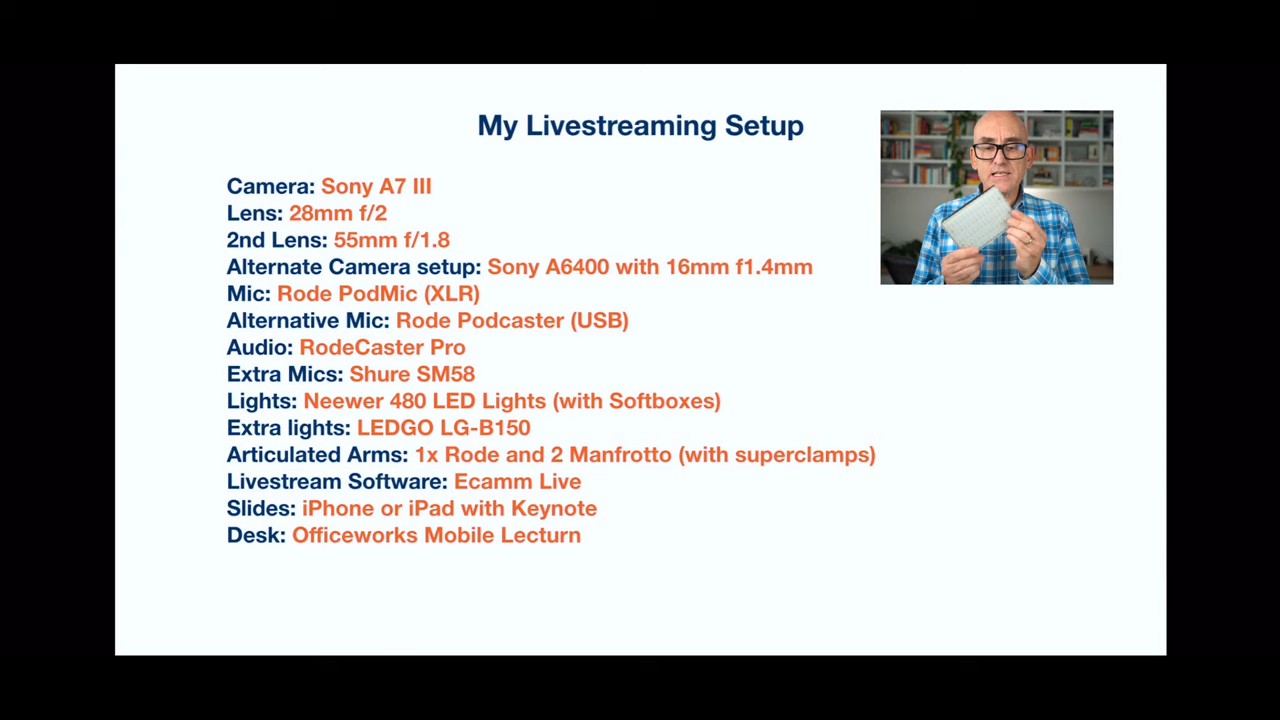 My Livestreaming Setup
Camera: Sony A7 III
Lens: 28mm f/2
2nd Lens: 55mm f/1.8
Alternate Camera setup: Sony A6400 with 16mm f1.4mm
Mic: Rode PodMic (XLR)
Alternative Mic: Rode Podcaster (USB)
Audio: RodeCaster Pro
Extra Mics: Shure SM58
Lights: Neewer 480 LED Lights (with Softboxes)
Extra lights: LEDGO LG-B150
Articulated Arms: 1x Rode and 2 Manfrotto (with superclamps)
Livestream Software: Ecamm Live
Slides: iPhone or iPad with Keynote
Desk: Officeworks Mobile Lecturn